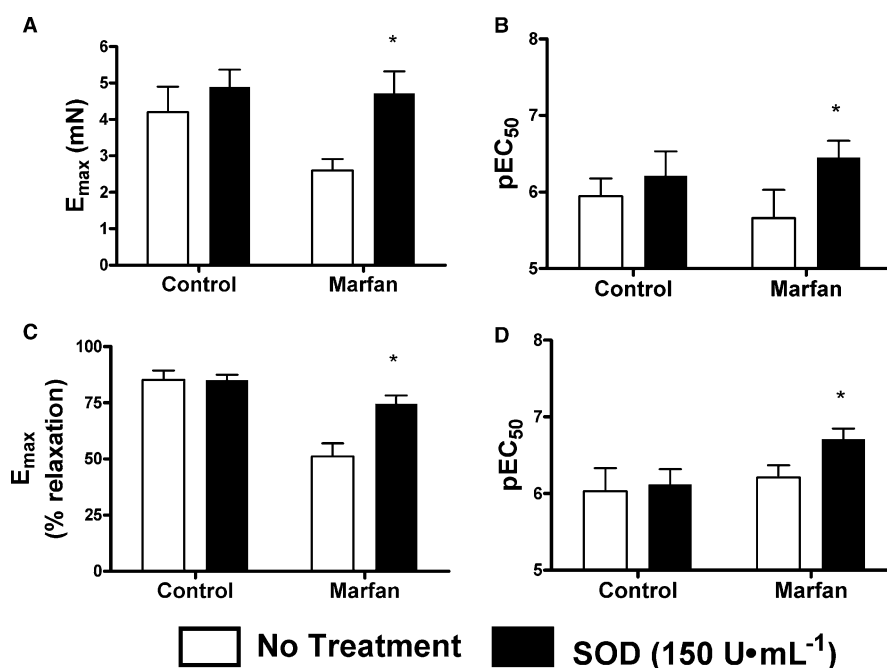 A
Emax (mN)
6
5
4
3
2
1
0
Control Marfan
*
B
pEC50
8
7
6
5
Control Marfan
*
C
Emax
(% relaxation)
100
75
50
25
0
Control Marfan
*
D
pEC50
8
7
6
5
Control Marfan
*
No Treatment SOD (150 U•mL-1)